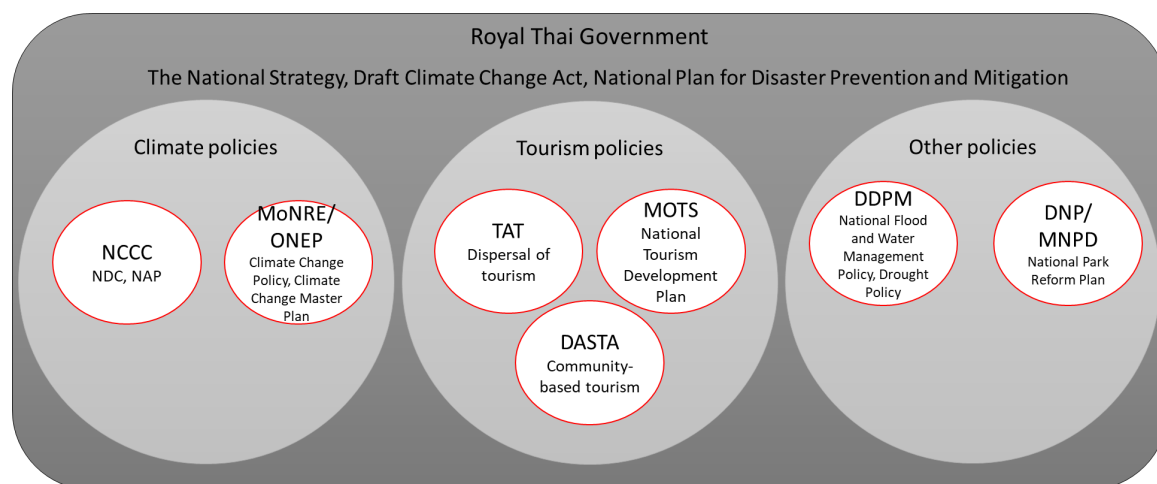 Royal Thai Government
The National Strategy, Draft Climate Change Act, National Plan for Disaster Prevention and Mitigation
Climate policies
NCCC
NDC, NAP
MoNRE/
ONEP
Climate Change
Policy, Climate
Change Master
Plan
Tourism policies
TAT
Dispersal of
tourism
MOTS
National
Tourism
Development
Plan
DASTA
Community-
based tourism
Other policies
DDPM
National Flood
and Water
Management
Policy, Drought
Policy
DNP/
MNPD
National Park
Reform Plan